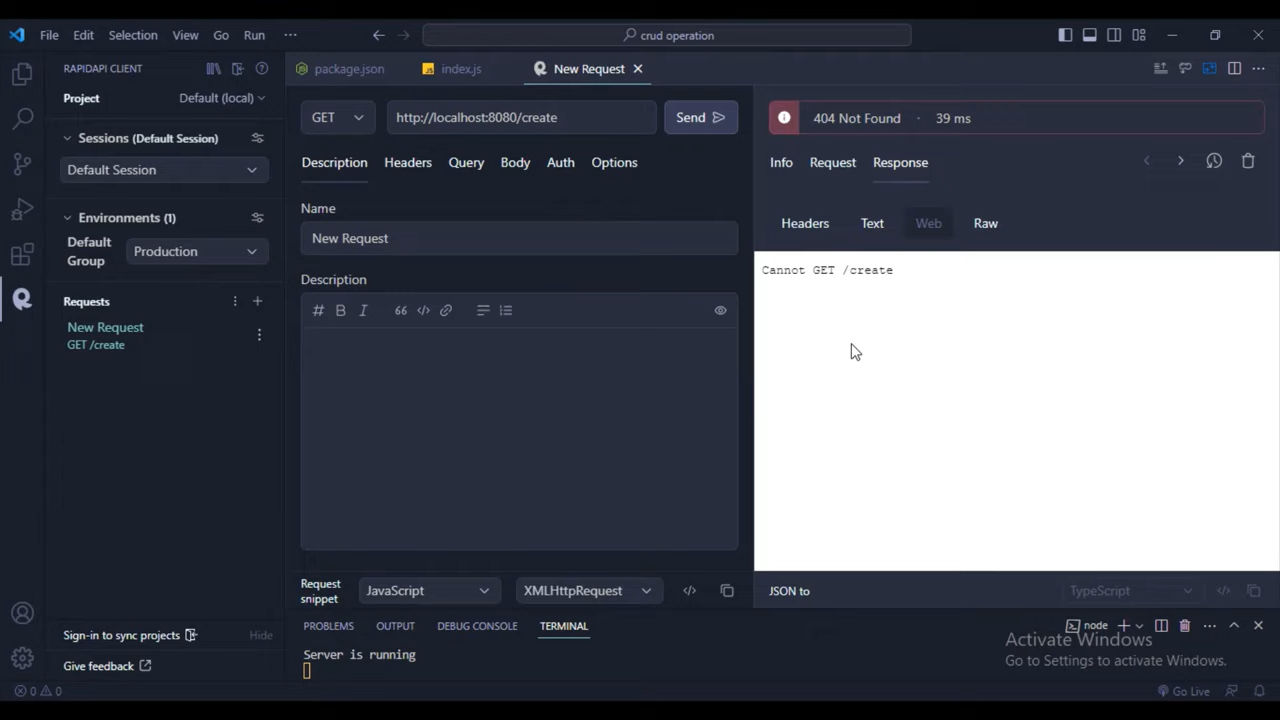 File Edit Selection View Go Run ··· crud operation
RAPIDAPI CLIENT
package.json index.js New Request
Project Default (local)
GET http://localhost:8080/create Send
404 Not Found · 39 ms
Sessions (Default Session)
Default Session
Description Headers Query Body Auth Options
Info Request Response
Environments (1)
Default Group Production
Name
New Request
Headers Text Web Raw
Description
Cannot GET /create
Requests
New Request
GET /create
Request snippet JavaScript XMLHttpRequest
JSON to TypeScript
PROBLEMS OUTPUT DEBUG CONSOLE TERMINAL
node
Server is running
Sign-in to sync projects Hide
Give feedback
Activate Windows
Go to Settings to activate Windows.
0 0 Go Live